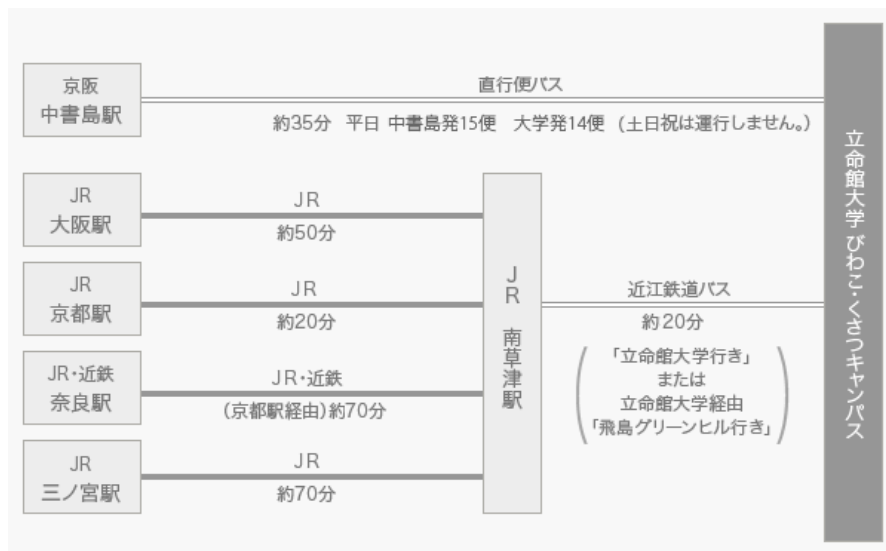 京阪
中書島駅
直行便バス
約35分 平日 中書島発15便 大学発14便 (土日祝は運行しません。)
JR
大阪駅
JR
約50分
JR
京都駅
JR
約20分
JR・近鉄
奈良駅
JR・近鉄
(京都駅経由)約70分
JR
三ノ宮駅
JR
約70分
JR 南草津駅
近江鉄道バス
約20分
「立命館大学行き」
または
立命館大学経由
「飛島グリーンヒル行き」
立命館大学 びわこ・くさつキャンパス